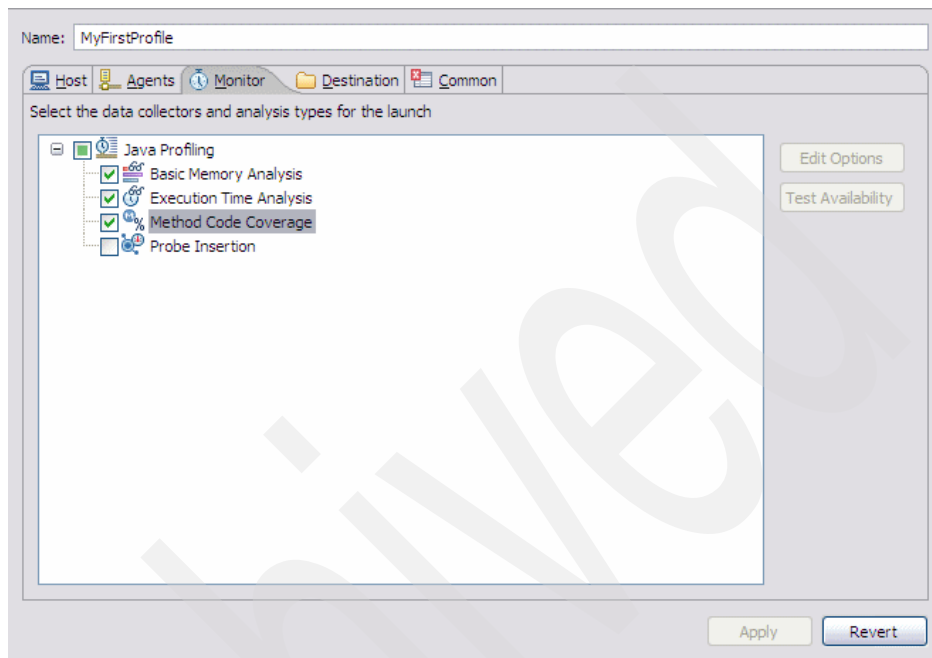 Name: MyFirstProfile
Host Agents Monitor Destination Common
Select the data collectors and analysis types for the launch
Java Profiling
Basic Memory Analysis
Execution Time Analysis
Method Code Coverage
Probe Insertion
Edit Options
Test Availability
Apply Revert
hived